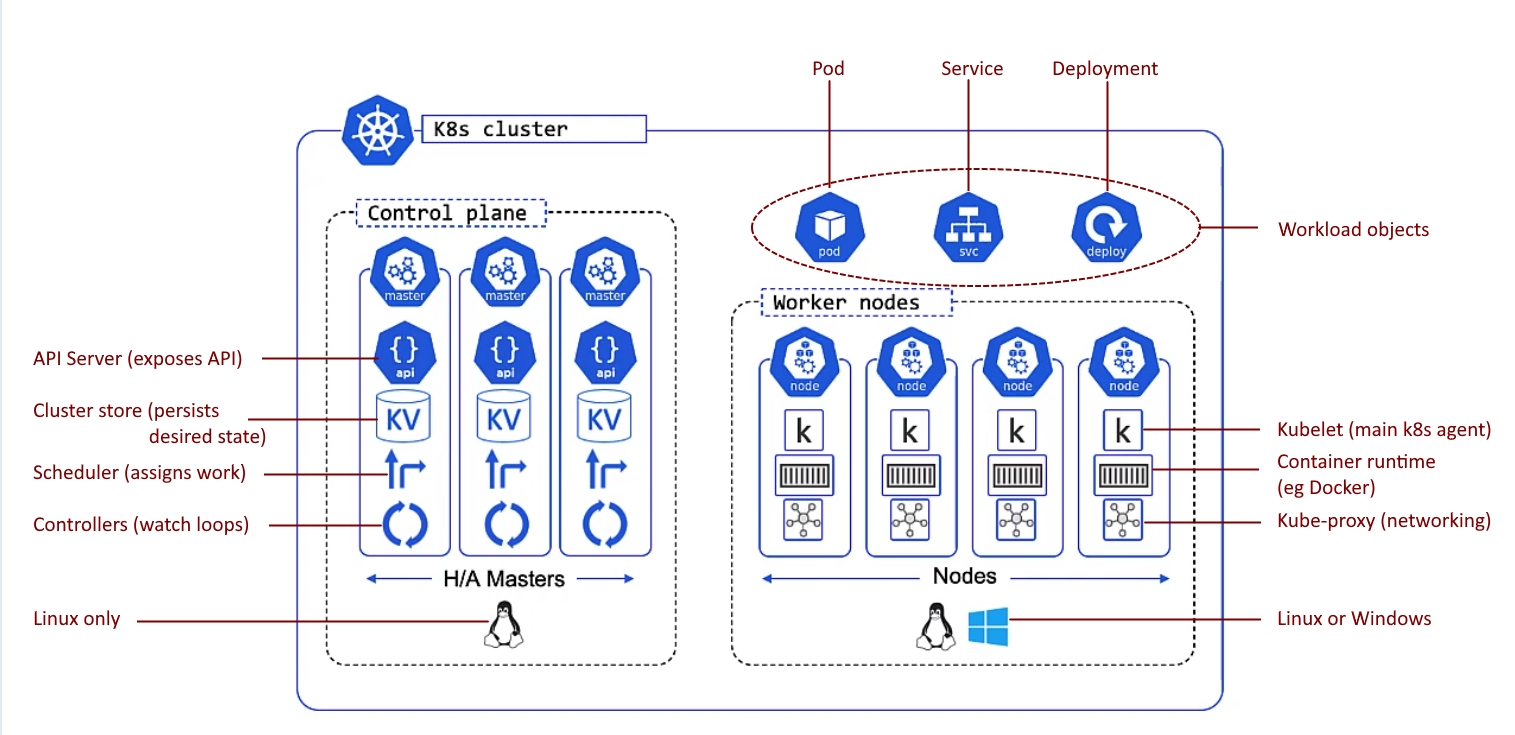 Pod
Service
Deployment
K8s cluster
pod
svc
deploy
Workload objects
Control plane
master
master
master
API Server (exposes API)
api
api
api
Cluster store (persists
desired state)
KV
KV
KV
Scheduler (assigns work)
Controllers (watch loops)
H/A Masters
Linux only
Worker nodes
node
node
node
node
k
k
k
k
Kubelet (main k8s agent)
Container runtime
(eg Docker)
Kube-proxy (networking)
Nodes
Linux or Windows